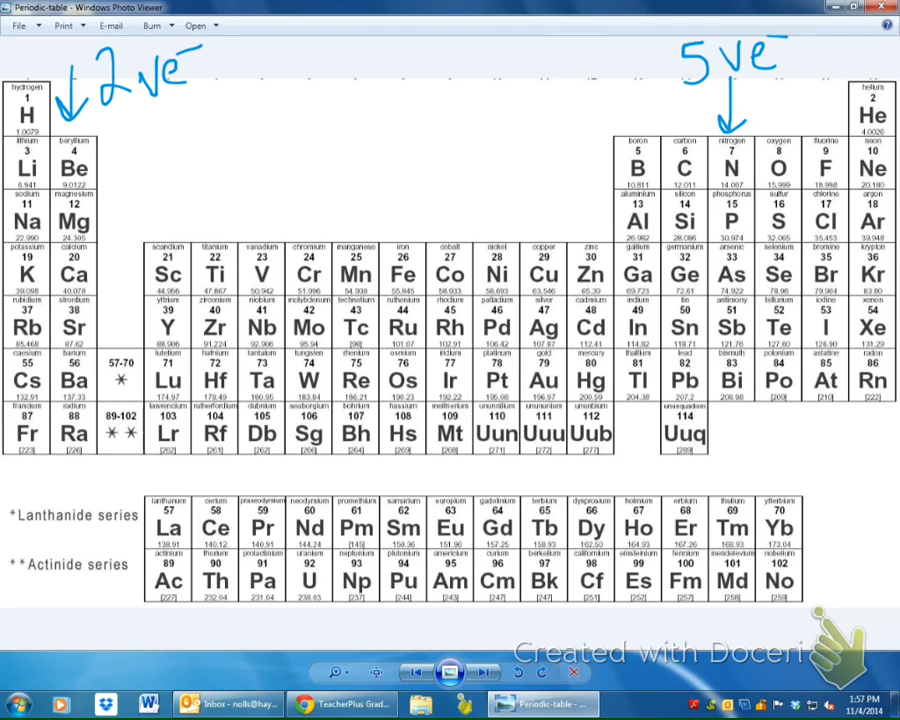 Periodic-table - Windows Photo Viewer
File Print E-mail Burn Open
2 ve⁻ 5 ve⁻
hydrogen helium
1 2
H He
1.0079 4.0026
lithium beryllium boron carbon nitrogen oxygen fluorine neon
3 4 5 6 7 8 9 10
Li Be B C N O F Ne
6.941 9.0122 10.811 12.011 14.007 15.999 18.998 20.180
sodium magnesium aluminium silicon phosphorus sulfur chlorine argon
11 12 13 14 15 16 17 18
Na Mg Al Si P S Cl Ar
22.990 24.305 26.982 28.086 30.974 32.065 35.453 39.948
potassium calcium scandium titanium vanadium chromium manganese iron cobalt nickel copper zinc gallium germanium arsenic selenium bromine krypton
19 20 21 22 23 24 25 26 27 28 29 30 31 32 33 34 35 36
K Ca Sc Ti V Cr Mn Fe Co Ni Cu Zn Ga Ge As Se Br Kr
39.098 40.078 44.956 47.867 50.942 51.996 54.938 55.845 58.933 58.693 63.546 65.39 69.723 72.61 74.922 78.96 79.904 83.80
rubidium strontium yttrium zirconium niobium molybdenum technetium ruthenium rhodium palladium silver cadmium indium tin antimony tellurium iodine xenon
37 38 39 40 41 42 43 44 45 46 47 48 49 50 51 52 53 54
Rb Sr Y Zr Nb Mo Tc Ru Rh Pd Ag Cd In Sn Sb Te I Xe
85.468 87.62 88.906 91.224 92.906 95.94 [98] 101.07 102.91 106.42 107.87 112.41 114.82 118.71 121.76 127.60 126.90 131.29
caesium barium lutetium hafnium tantalum tungsten rhenium osmium iridium platinum gold mercury thallium lead bismuth polonium astatine radon
55 56 57-70 71 72 73 74 75 76 77 78 79 80 81 82 83 84 85 86
Cs Ba * Lu Hf Ta W Re Os Ir Pt Au Hg Tl Pb Bi Po At Rn
132.91 137.33 174.97 178.49 180.95 183.84 186.21 190.23 192.22 195.08 196.97 200.59 204.38 207.2 208.98 [209] [210] [222]
francium radium lawrencium rutherfordium dubnium seaborgium bohrium hassium meitnerium ununnilium unununium ununbium ununquadium
87 88 89-102 103 104 105 106 107 108 109 110 111 112 114
Fr Ra * * Lr Rf Db Sg Bh Hs Mt Uun Uuu Uub Uuq
[223] [226] [262] [261] [262] [266] [264] [269] [268] [271] [272] [277] [289]
lanthanum cerium praseodymium neodymium promethium samarium europium gadolinium terbium dysprosium holmium erbium thulium ytterbium
*Lanthanide series 57 58 59 60 61 62 63 64 65 66 67 68 69 70
La Ce Pr Nd Pm Sm Eu Gd Tb Dy Ho Er Tm Yb
138.91 140.12 140.91 144.24 [145] 150.36 151.96 157.25 158.93 162.50 164.93 167.26 168.93 173.04
actinium thorium protactinium uranium neptunium plutonium americium curium berkelium californium einsteinium fermium mendelevium nobelium
**Actinide series 89 90 91 92 93 94 95 96 97 98 99 100 101 102
Ac Th Pa U Np Pu Am Cm Bk Cf Es Fm Md No
[227] 232.04 231.04 238.03 [237] [244] [243] [247] [247] [251] [252] [257] [258] [259]
Created with Doceri
Inbox - nolls@hay... TeacherPlus Grad... Periodic-table - ...
1:57 PM
11/4/2014